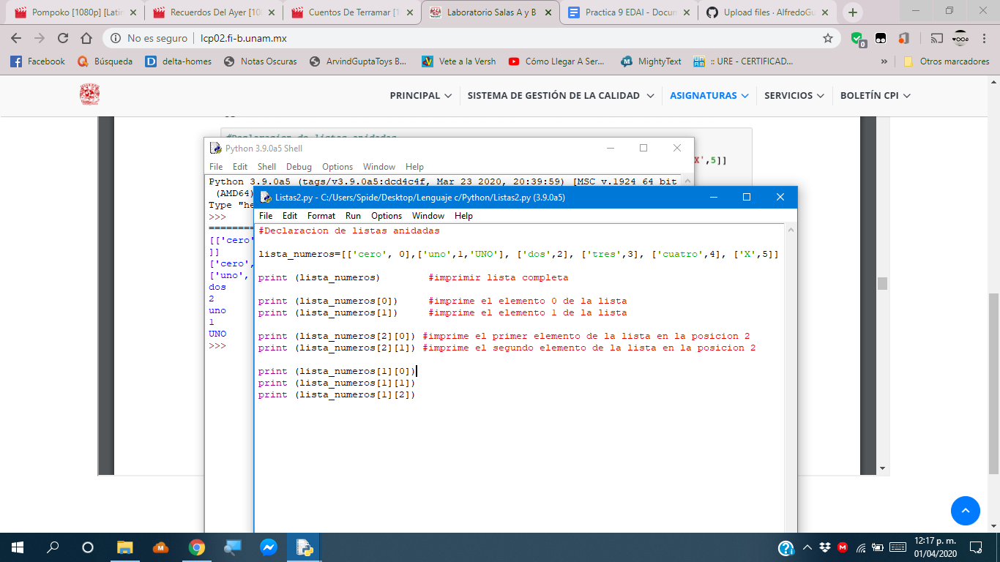 Pompoko [1080p] [Latin
Recuerdos Del Ayer [10
Cuentos De Terramar [1
Laboratorio Salas A y B
Practica 9 EDAI - Docum
Upload files · AlfredoGu
No es seguro | lcp02.fi-b.unam.mx
Facebook
Búsqueda
delta-homes
Notas Oscuras
ArvindGuptaToys B...
Vete a la Versh
Cómo Llegar A Ser...
MightyText
:: URE - CERTIFICAD...
»
Otros marcadores
PRINCIPAL
SISTEMA DE GESTIÓN DE LA CALIDAD
ASIGNATURAS
SERVICIOS
BOLETÍN CPI
#Declaracion de listas anidadas
X',5]]
Python 3.9.0a5 Shell
File Edit Shell Debug Options Window Help
Python 3.9.0a5 (tags/v3.9.0a5:dcd4c4f, Mar 23 2020, 20:39:59) [MSC v.1924 64 bit
(AMD64)
Type "he
>>>
=========
[['cero'
]]
['cero',
['uno',
dos
2
uno
1
UNO
>>>
Listas2.py - C:/Users/Spide/Desktop/Lenguaje c/Python/Listas2.py (3.9.0a5)
File Edit Format Run Options Window Help
#Declaracion de listas anidadas
lista_numeros=[['cero', 0],['uno',1,'UNO'], ['dos',2], ['tres',3], ['cuatro',4], ['X',5]]
print (lista_numeros) #imprimir lista completa
print (lista_numeros[0]) #imprime el elemento 0 de la lista
print (lista_numeros[1]) #imprime el elemento 1 de la lista
print (lista_numeros[2][0]) #imprime el primer elemento de la lista en la posicion 2
print (lista_numeros[2][1]) #imprime el segundo elemento de la lista en la posicion 2
print (lista_numeros[1][0])
print (lista_numeros[1][1])
print (lista_numeros[1][2])
12:17 p. m.
01/04/2020